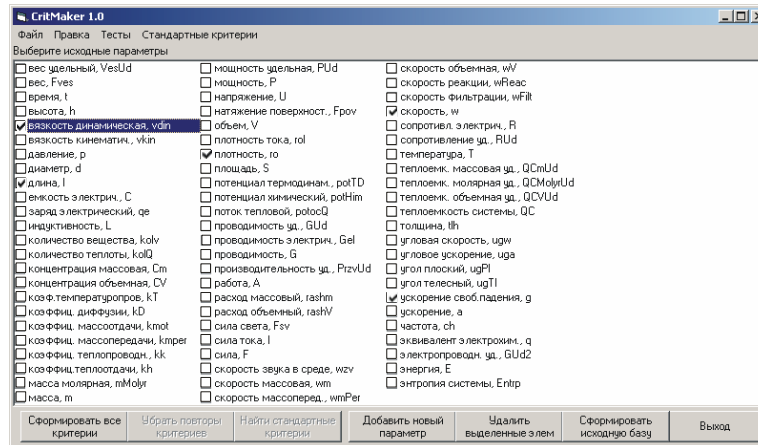 CritMaker 1.0
Файл Правка Тесты Стандартные критерии
Выберите исходные параметры
вес удельный, VesUd
вес, Fves
время, t
высота, h
вязкость динамическая, vdin
вязкость кинематич., vkin
давление, p
диаметр, d
длина, l
емкость электрич., C
заряд электрический, qe
индуктивность, L
количество вещества, kolv
количество теплоты, kolQ
концентрация массовая, Cm
концентрация объемная, CV
коэф.температуропров., kT
коэффиц. диффузии, kD
коэффиц. массоотдачи, kmot
коэффиц. массопередачи, kmper
коэффиц. теплопроводн., kk
коэффиц.теплоотдачи, kh
масса молярная, mMolyr
масса, m
мощность удельная, PUd
мощность, P
напряжение, U
натяжение поверхност., Fpov
объем, V
плотность тока, rol
плотность, ro
площадь, S
потенциал термодинам., potTD
потенциал химический, potHim
поток тепловой, potocQ
проводимость уд., GUd
проводимость электрич., Gel
проводимость, G
производительность уд., PrzvUd
работа, A
расход массовый, rashm
расход объемный, rashV
сила света, Fsv
сила тока, I
сила, F
скорость звука в среде, wzv
скорость массовая, wm
скорость массоперед., wmPer
скорость объемная, wV
скорость реакции, wReac
скорость фильтрации, wFilt
скорость, w
сопротивл. электрич., R
сопротивление уд., RUd
температура, T
теплоемк. массовая уд., QCmUd
теплоемк. молярная уд., QCMolyrUd
теплоемк. объемная уд., QCVUd
теплоемкость системы, QC
толщина, tlh
угловая скорость, ugw
угловое ускорение, uga
угол плоский, ugPl
угол телесный, ugTl
ускорение своб.падения, g
ускорение, a
частота, ch
эквивалент электрохим., q
электропроводн. уд., GUd2
энергия, E
энтропия системы, Entrp
Сформировать все
критерии
Убрать повторы
критериев
Найти стандартные
критерии
Добавить новый
параметр
Удалить
выделенные элем
Сформировать
исходную базу
Выход